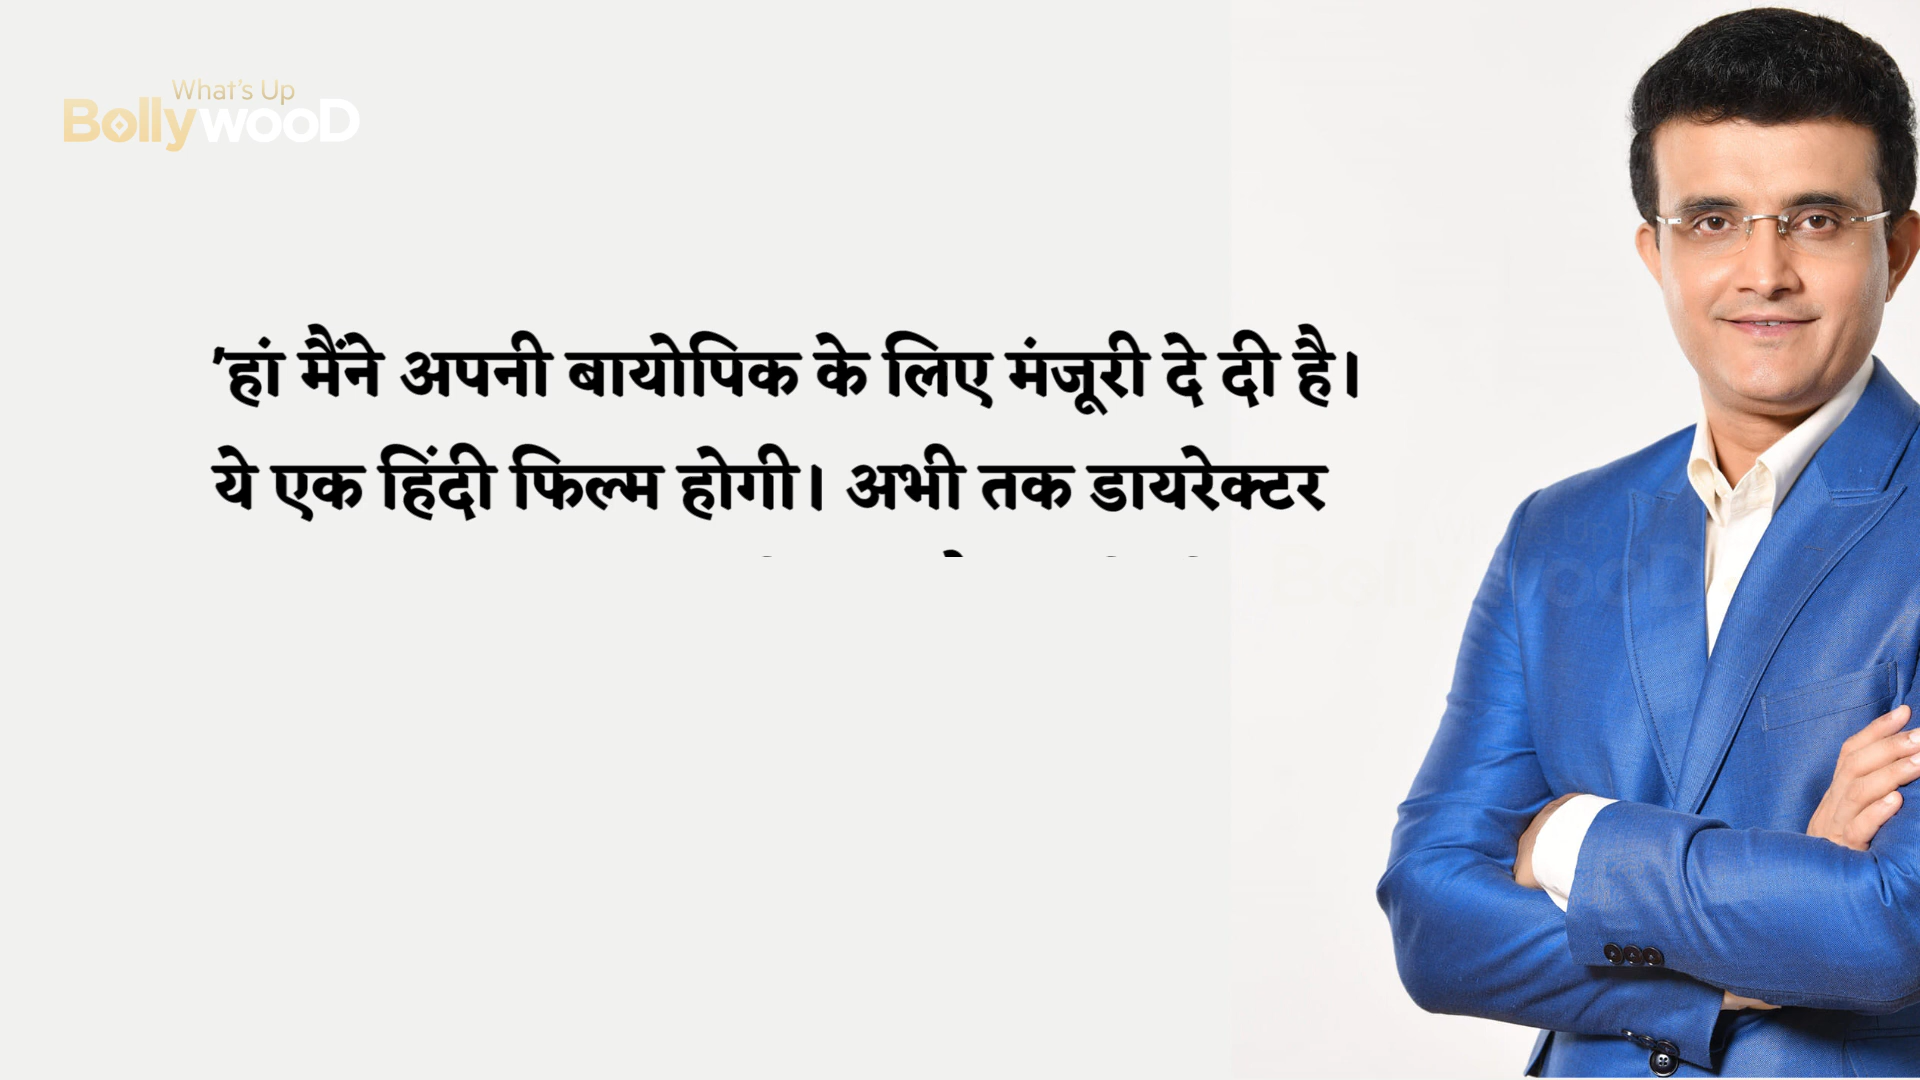 What's Up
BollywooD
'हां मैंने अपनी बायोपिक के लिए मंजूरी दे दी है।
ये एक हिंदी फिल्म होगी। अभी तक डायरेक्टर